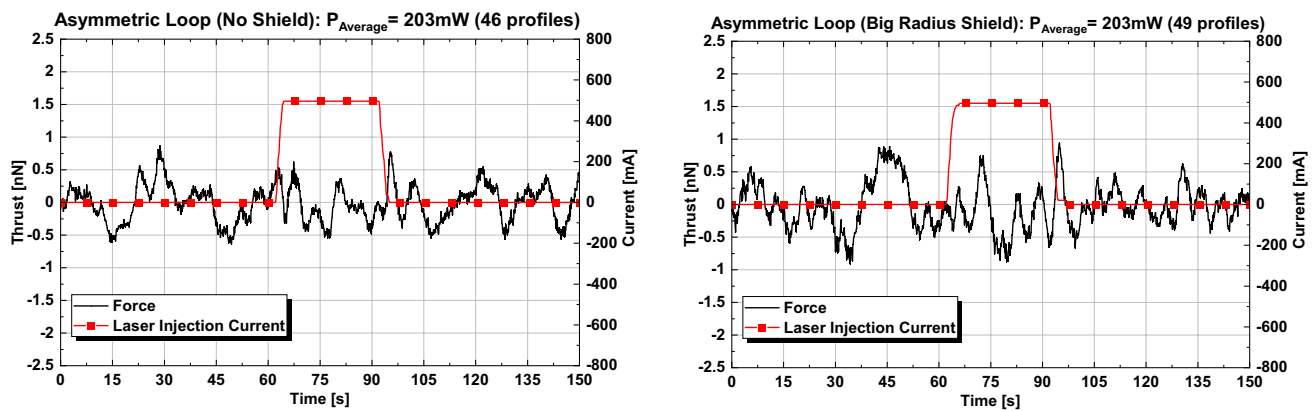 Asymmetric Loop (No Shield): P_Average= 203mW (46 profiles)
2.5
2
1.5
1
0.5
0
-0.5
-1
-1.5
-2
-2.5
Thrust [nN]
800
600
400
200
0
-200
-400
-600
-800
Current [mA]
Force
Laser Injection Current
0 15 30 45 60 75 90 105 120 135 150
Time [s]
Asymmetric Loop (Big Radius Shield): P_Average= 203mW (49 profiles)
2.5
2
1.5
1
0.5
0
-0.5
-1
-1.5
-2
-2.5
Thrust [nN]
800
600
400
200
0
-200
-400
-600
-800
Current [mA]
Force
Laser Injection Current
0 15 30 45 60 75 90 105 120 135 150
Time [s]